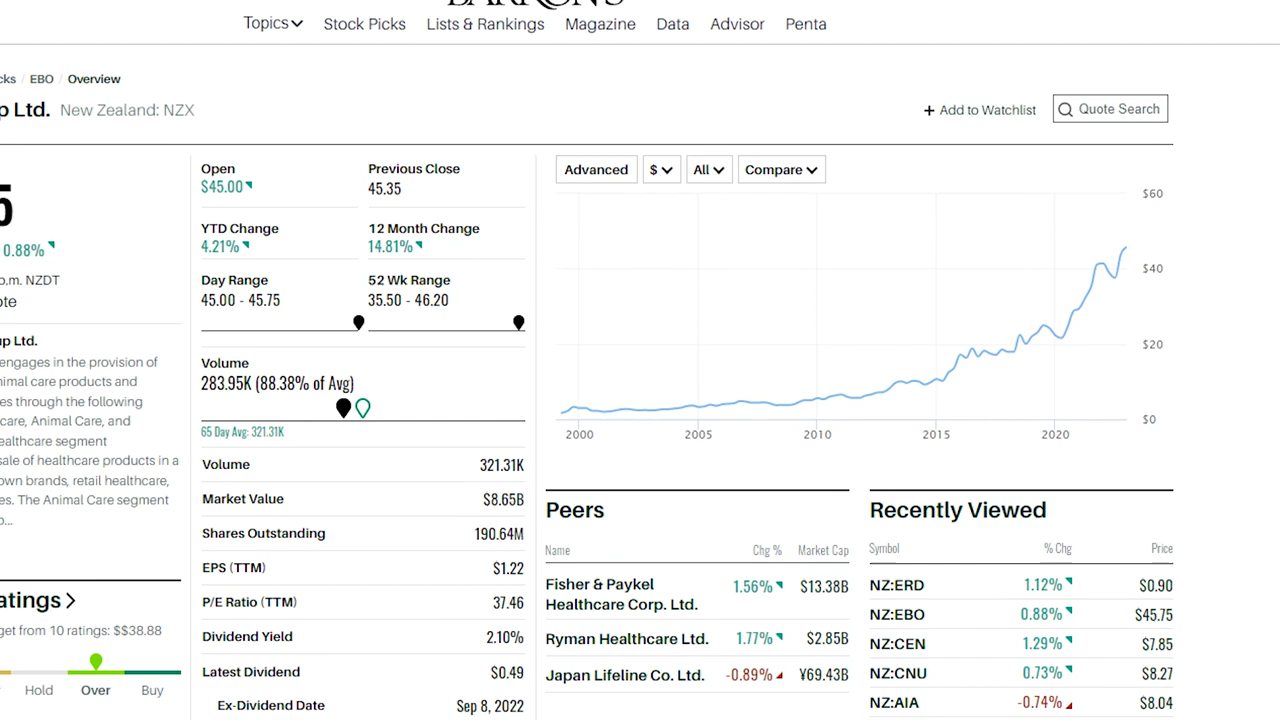 BARRON'S
Topics Stock Picks Lists & Rankings Magazine Data Advisor Penta
cks / EBO / Overview
p Ltd. New Zealand: NZX
+ Add to Watchlist
Quote Search
5
0.88%
p.m. NZDT
ote
up Ltd.
engages in the provision of
nimal care products and
es through the following
care, Animal Care, and
ealthcare segment
sale of healthcare products in a
own brands, retail healthcare,
es. The Animal Care segment
o...
atings
get from 10 ratings: $$38.88
Hold Over Buy
Open Previous Close
$45.00 45.35
YTD Change 12 Month Change
4.21% 14.81%
Day Range 52 Wk Range
45.00 - 45.75 35.50 - 46.20
Volume
283.95K (88.38% of Avg)
65 Day Avg: 321.31K
Volume 321.31K
Market Value $8.65B
Shares Outstanding 190.64M
EPS (TTM) $1.22
P/E Ratio (TTM) 37.46
Dividend Yield 2.10%
Latest Dividend $0.49
Ex-Dividend Date Sep 8, 2022
Advanced $ All Compare
$60
$40
$20
$0
2000 2005 2010 2015 2020
Peers
Name Chg % Market Cap
Fisher & Paykel
Healthcare Corp. Ltd. 1.56% $13.38B
Ryman Healthcare Ltd. 1.77% $2.85B
Japan Lifeline Co. Ltd. -0.89% ¥69.43B
Recently Viewed
Symbol % Chg Price
NZ:ERD 1.12% $0.90
NZ:EBO 0.88% $45.75
NZ:CEN 1.29% $7.85
NZ:CNU 0.73% $8.27
NZ:AIA -0.74% $8.04